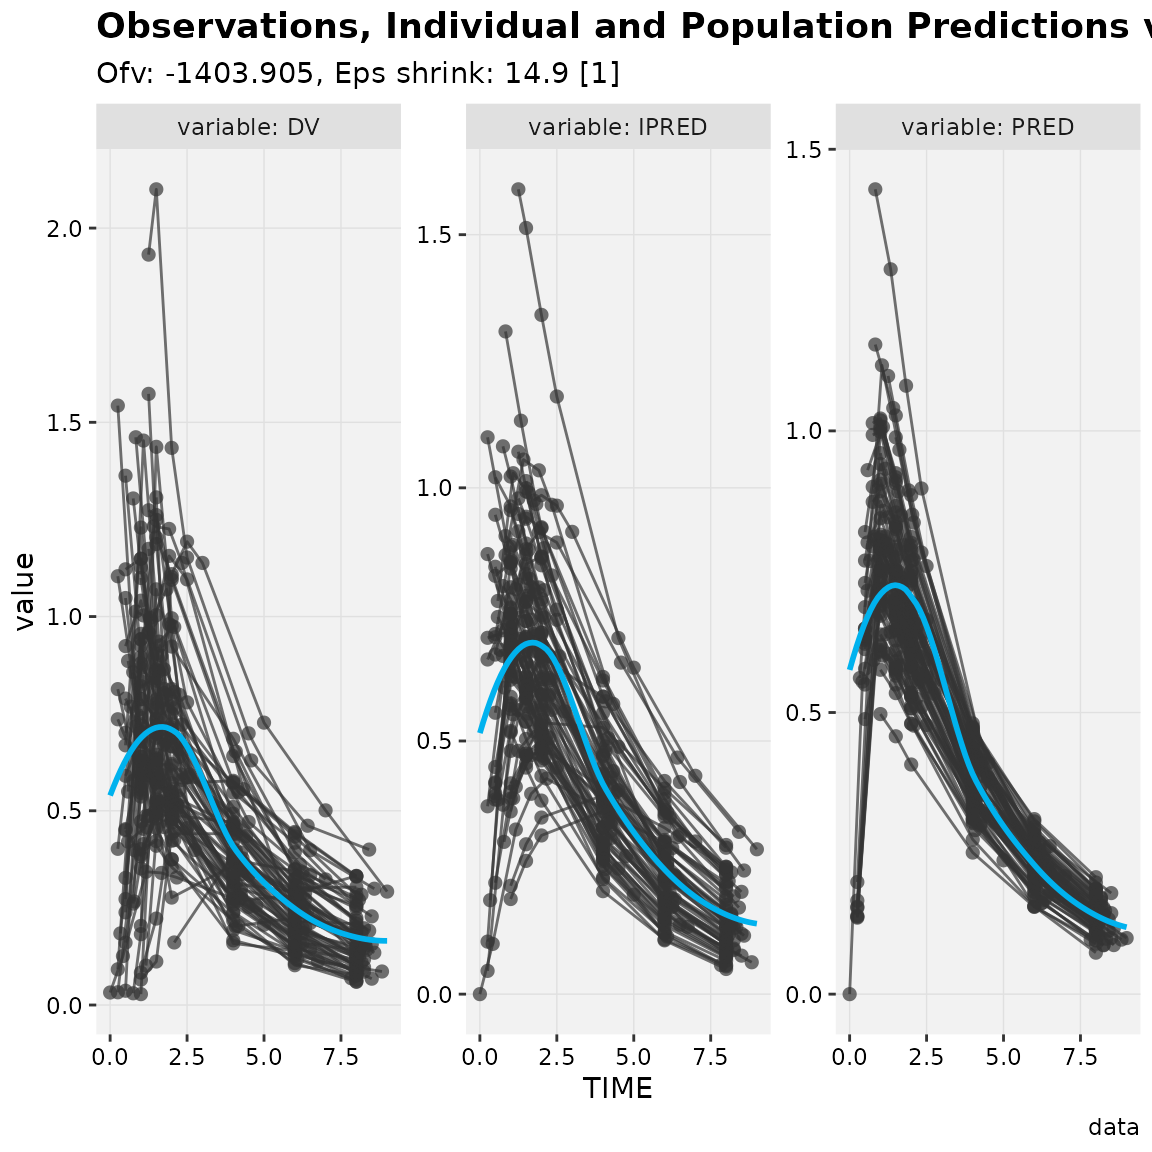 Observations, Individual and Population Predictions v
Ofv: -1403.905, Eps shrink: 14.9 [1]
variable: DV
variable: IPRED
variable: PRED
value
2.0
1.5
1.0
0.5
0.0
1.5
1.0
0.5
0.0
1.5
1.0
0.5
0.0
0.0 2.5 5.0 7.5
0.0 2.5 5.0 7.5
0.0 2.5 5.0 7.5
TIME
data